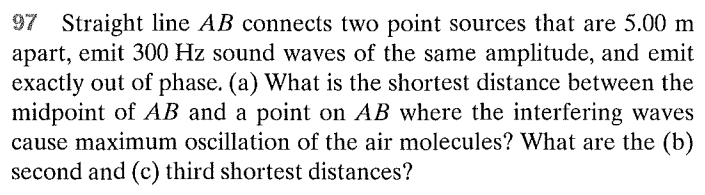 97 Straight line AB connects two point sources that are 5.00 m
apart, emit 300 Hz sound waves of the same amplitude, and emit
exactly out of phase. (a) What is the shortest distance between the
midpoint of AB and a point on AB where the interfering waves
cause maximum oscillation of the air molecules? What are the (b)
second and (c) third shortest distances?